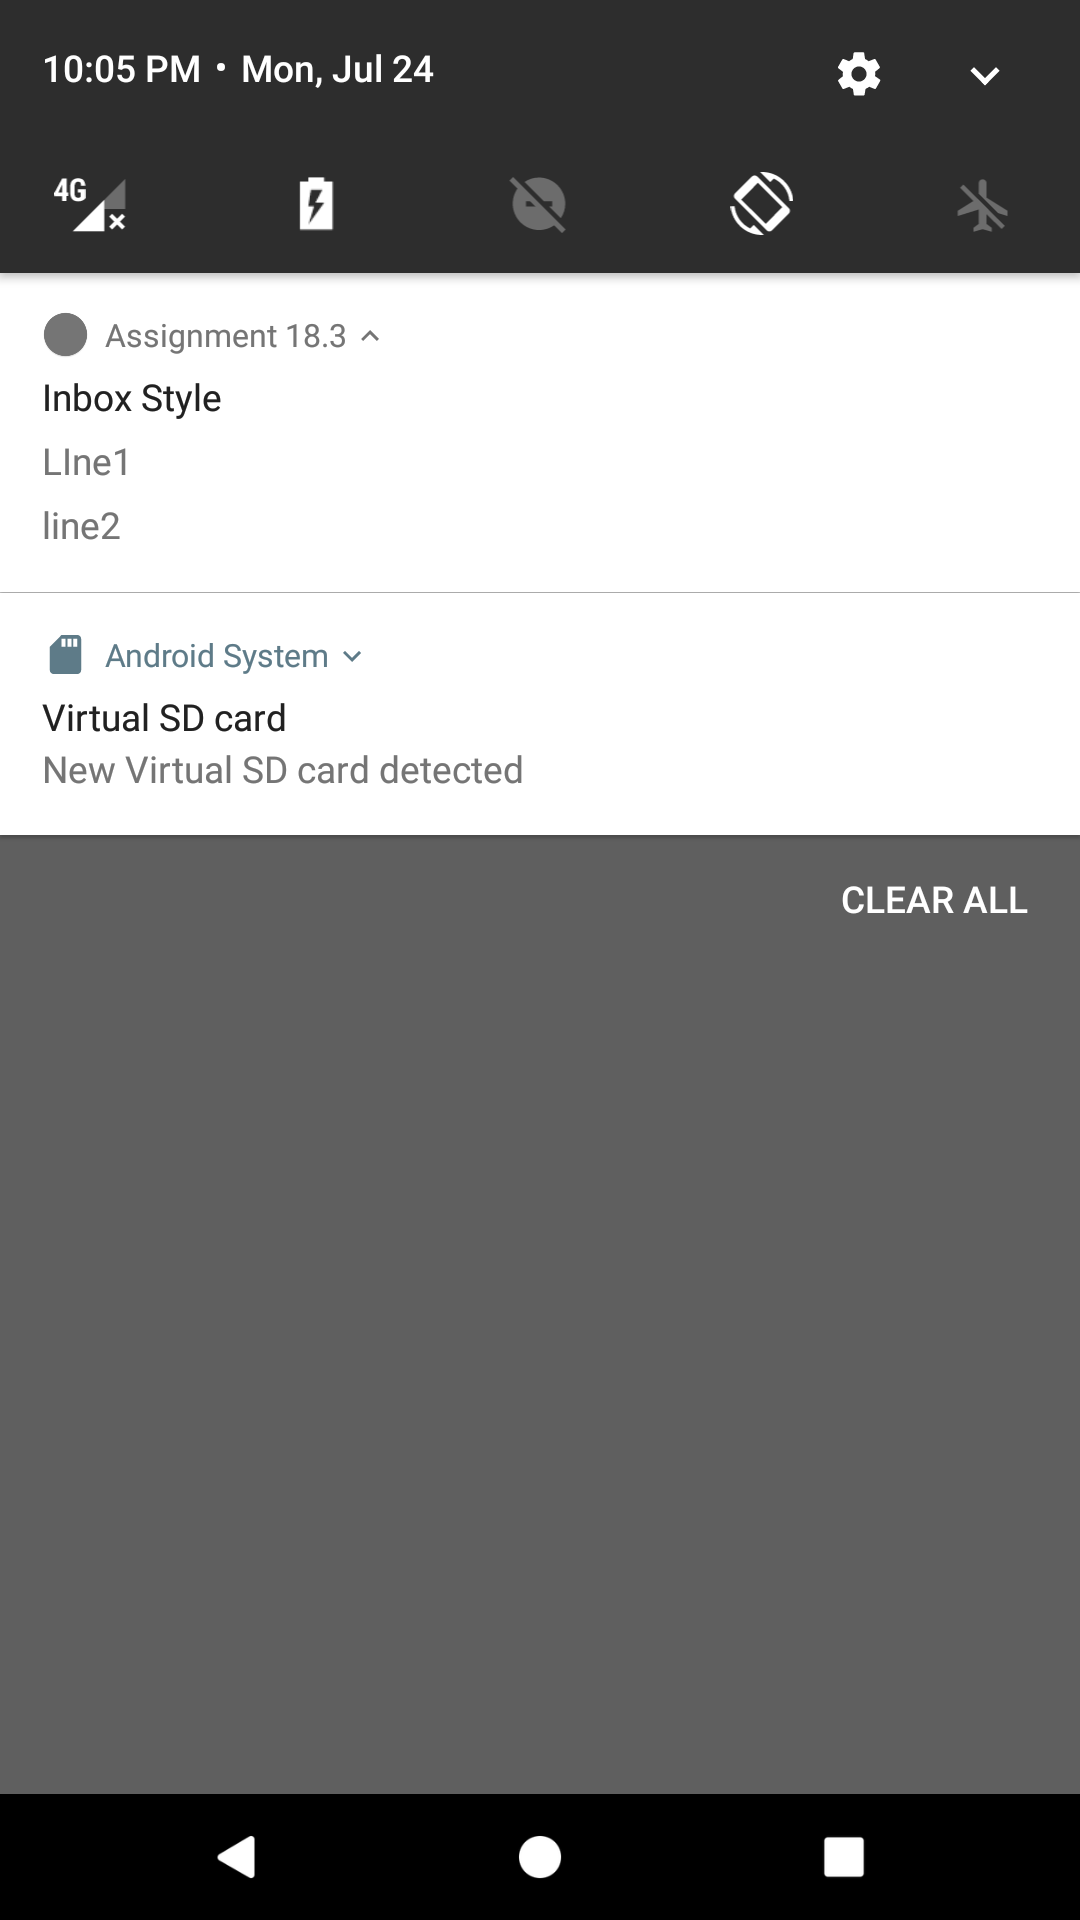 10:05 PM • Mon, Jul 24
4G
Assignment 18.3
Inbox Style
LIne1
line2
Android System
Virtual SD card
New Virtual SD card detected
CLEAR ALL